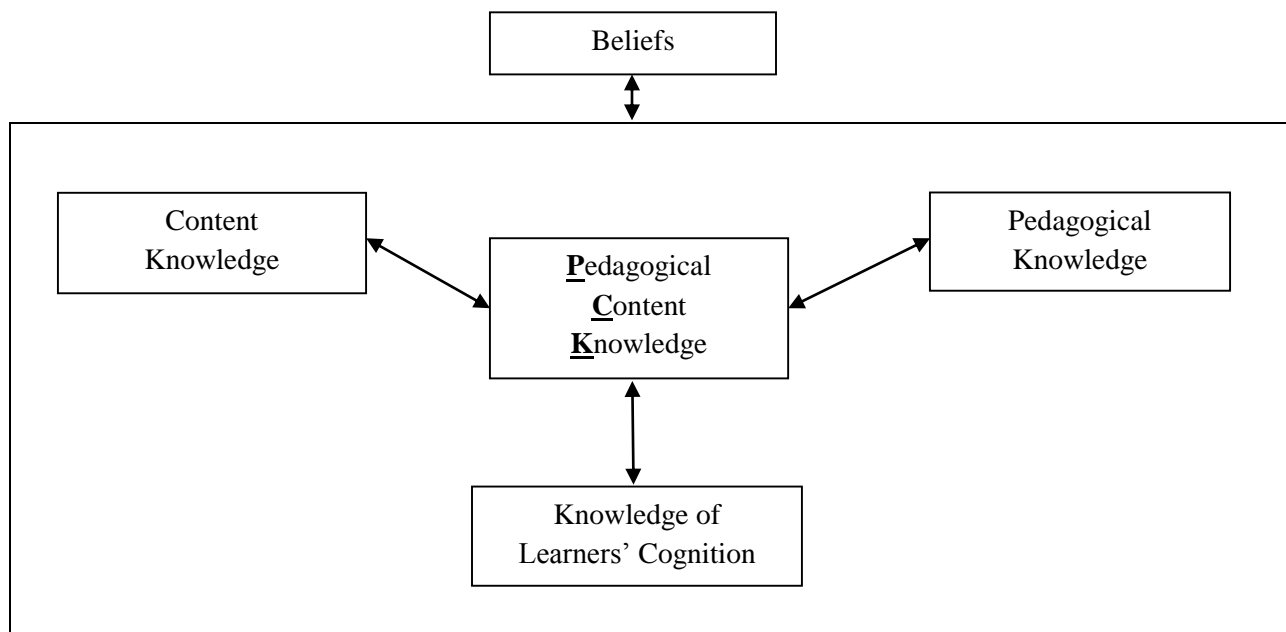 Beliefs
Content
Knowledge
Pedagogical
Content
Knowledge
Pedagogical
Knowledge
Knowledge of
Learners’ Cognition